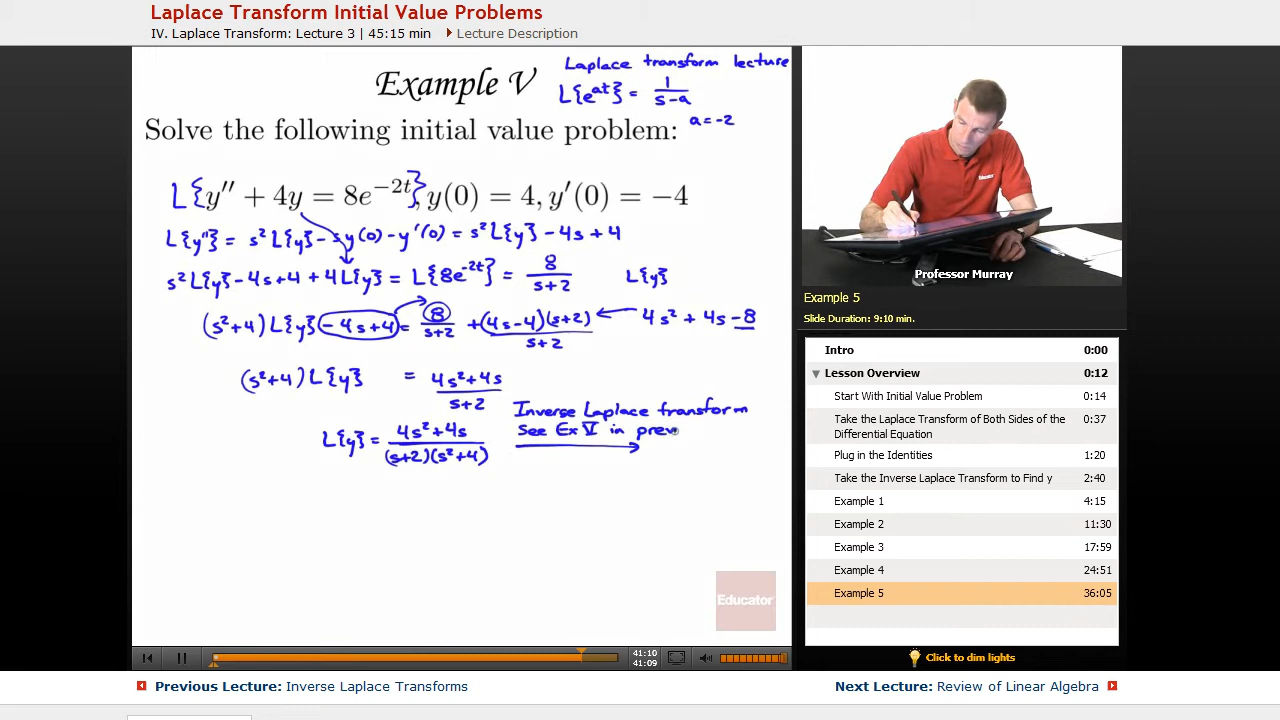 Laplace Transform Initial Value Problems
IV. Laplace Transform: Lecture 3 | 45:15 min Lecture Description
Laplace transform lecture
Example V
L{e^at} = 1/(s-a)
a=-2
Solve the following initial value problem:
L{y″ + 4y = 8e^−2t}, y(0) = 4, y′(0) = −4
L{y″} = s²L{y} - sy(0) - y′(0) = s²L{y} - 4s + 4
s²L{y} - 4s + 4 + 4L{y} = L{8e^-2t} = 8/(s+2) L{y}
(s²+4)L{y} - 4s+4 = 8/(s+2) + (4s-4)(s+2)/(s+2) ← 4s² + 4s - 8
(s²+4)L{y} = (4s²+4s)/(s+2)
Inverse Laplace transform
See Ex V in prev
L{y} = (4s²+4s)/((s+2)(s²+4))
Educator
Educator
Professor Murray
Example 5
Slide Duration: 9:10 min.
Intro 0:00
Lesson Overview 0:12
Start With Initial Value Problem 0:14
Take the Laplace Transform of Both Sides of the 0:37
Differential Equation
Plug in the Identities 1:20
Take the Inverse Laplace Transform to Find y 2:40
Example 1 4:15
Example 2 11:30
Example 3 17:59
Example 4 24:51
Example 5 36:05
41:10
41:09
Click to dim lights
Previous Lecture: Inverse Laplace Transforms
Next Lecture: Review of Linear Algebra